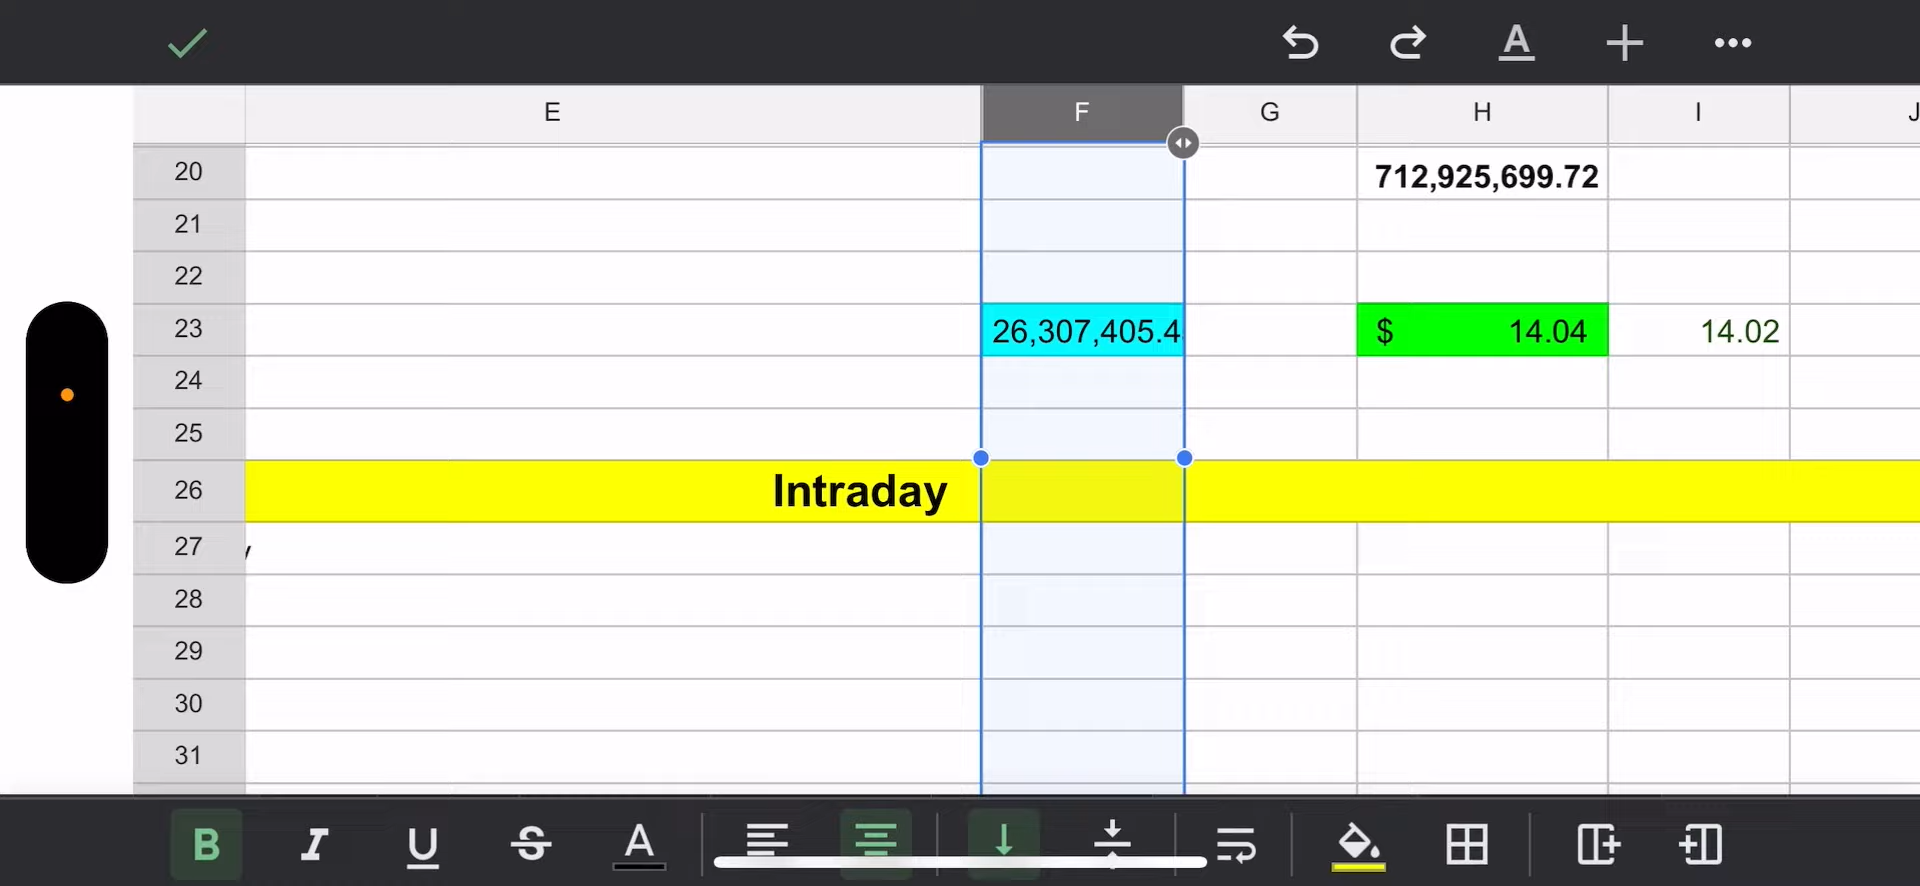 E F G H I J
20 712,925,699.72
21
22
23 26,307,405.4 $ 14.04 14.02
24
25
26 Intraday
27 y
28
29
30
31
B I U S A